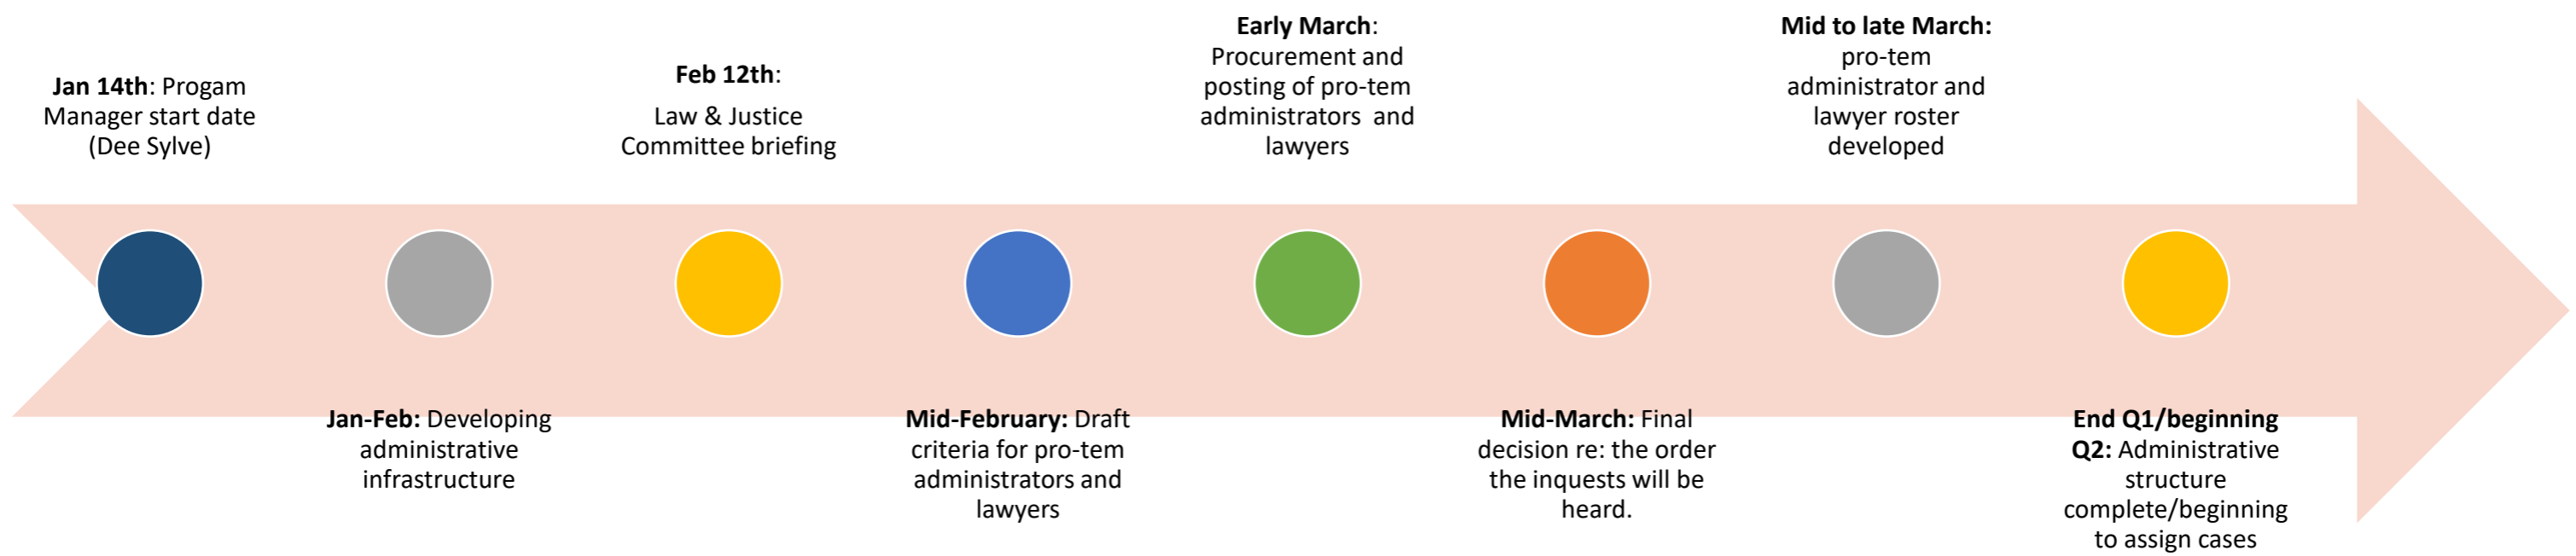 Jan 14th: Progam
Manager start date
(Dee Sylve)
Jan-Feb: Developing
administrative
infrastructure
Feb 12th:
Law & Justice
Committee briefing
Mid-February: Draft
criteria for pro-tem
administrators and
lawyers
Early March:
Procurement and
posting of pro-tem
administrators and
lawyers
Mid-March: Final
decision re: the order
the inquests will be
heard.
Mid to late March:
pro-tem
administrator and
lawyer roster
developed
End Q1/beginning
Q2: Administrative
structure
complete/beginning
to assign cases